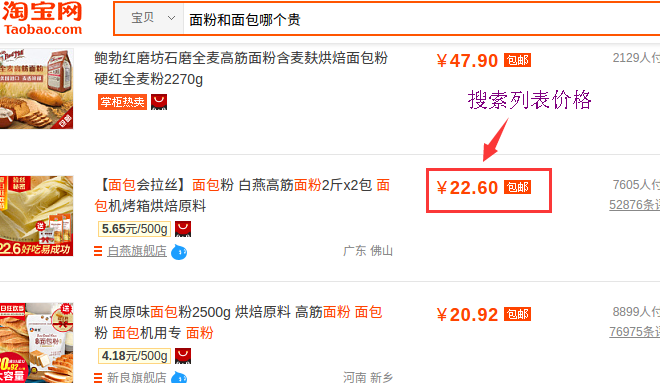 淘宝网
Taobao.com
宝贝 面粉和面包哪个贵
鲍勃红磨坊石磨全麦高筋面粉含麦麸烘焙面包粉
硬红全麦粉2270g
掌柜热卖
￥47.90 包邮
2129人付
搜索列表价格
【面包会拉丝】面包粉 白燕高筋面粉2斤x2包 面
包机烤箱烘焙原料
5.65元/500g
白燕旗舰店
广东 佛山
￥22.60 包邮
7605人付
52876条评
22.6好吃易成功
新良原味面包粉2500g 烘焙原料 高筋面粉 面包
粉 面包机用专 面粉
4.18元/500g
新良旗舰店
河南 新乡
￥20.92 包邮
8899人付
76975条评